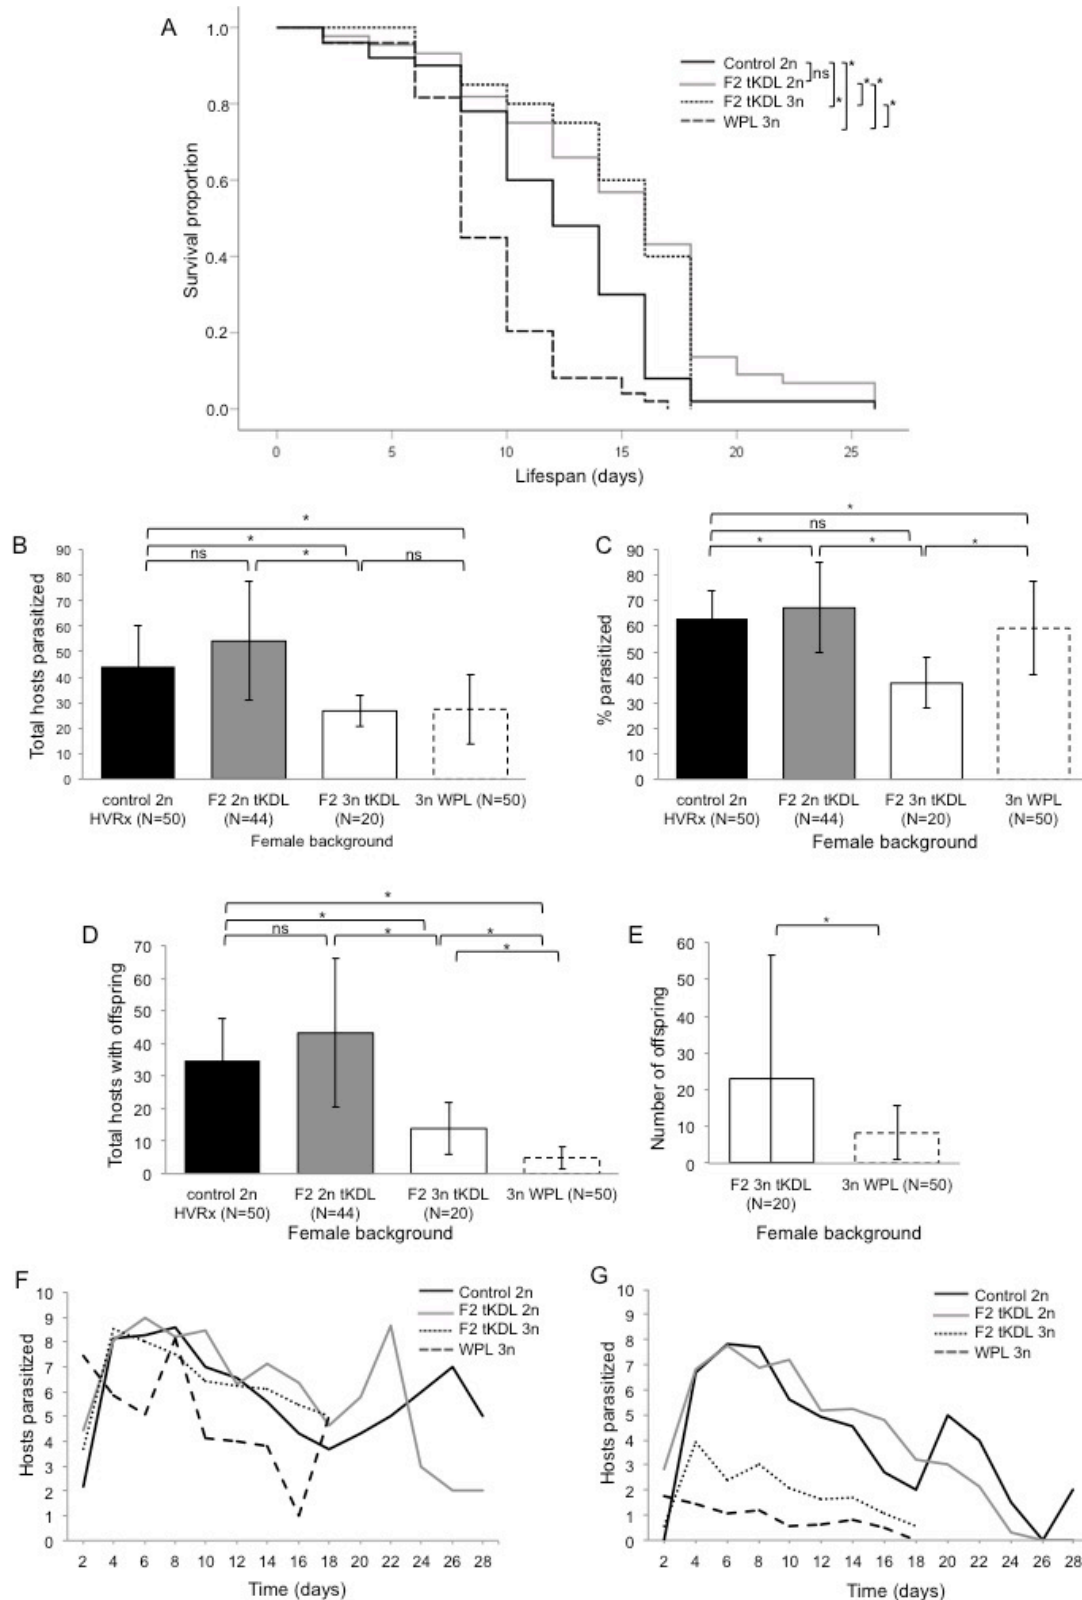 A
1.0
0.8
0.6
0.4
0.2
0.0
Survival proportion
0 5 10 15 20 25
Lifespan (days)
Control 2n
F2 tKDL 2n
F2 tKDL 3n
WPL 3n
ns * * * * *
B
*
*
ns * ns
90
80
70
60
50
40
30
20
10
0
Total hosts parasitized
control 2n F2 2n tKDL F2 3n tKDL 3n WPL (N=50)
HVRx (N=50) (N=44) (N=20)
Female background
C
*
ns
* * *
90
80
70
60
50
40
30
20
10
0
% parasitized
control 2n F2 2n tKDL F2 3n tKDL 3n WPL
HVRx (N=50) (N=44) (N=20) (N=50)
Female background
D
*
*
ns * *
*
70
60
50
40
30
20
10
0
Total hosts with offspring
control 2n F2 2n tKDL F2 3n tKDL 3n WPL (N=50)
HVRx (N=50) (N=44) (N=20)
Female background
E
*
60
50
40
30
20
10
0
Number of offspring
F2 3n tKDL 3n WPL (N=50)
(N=20)
Female background
F
10
9
8
7
6
5
4
3
2
1
0
Hosts parasitized
Control 2n
F2 tKDL 2n
F2 tKDL 3n
WPL 3n
2 4 6 8 10 12 14 16 18 20 22 24 26 28
Time (days)
G
10
9
8
7
6
5
4
3
2
1
0
Hosts parasitized
Control 2n
F2 tKDL 2n
F2 tKDL 3n
WPL 3n
2 4 6 8 10 12 14 16 18 20 22 24 26 28
Time (days)